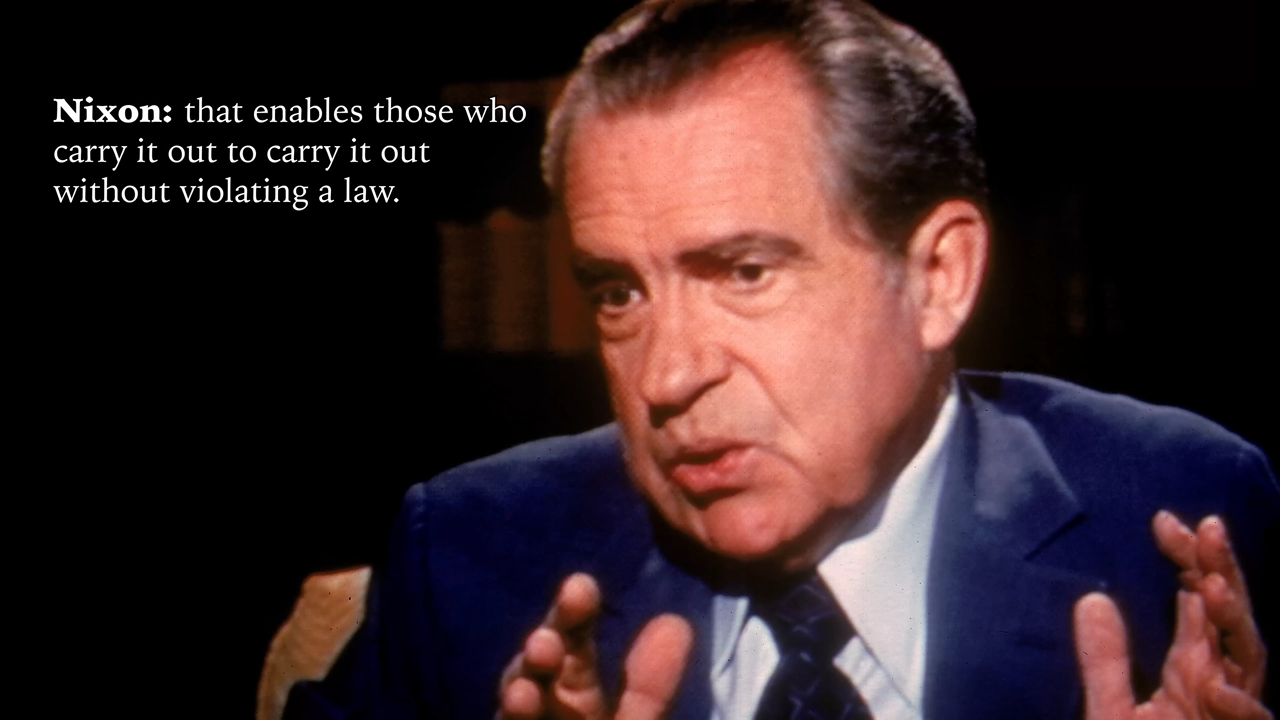 Nixon: that enables those who
carry it out to carry it out
without violating a law.